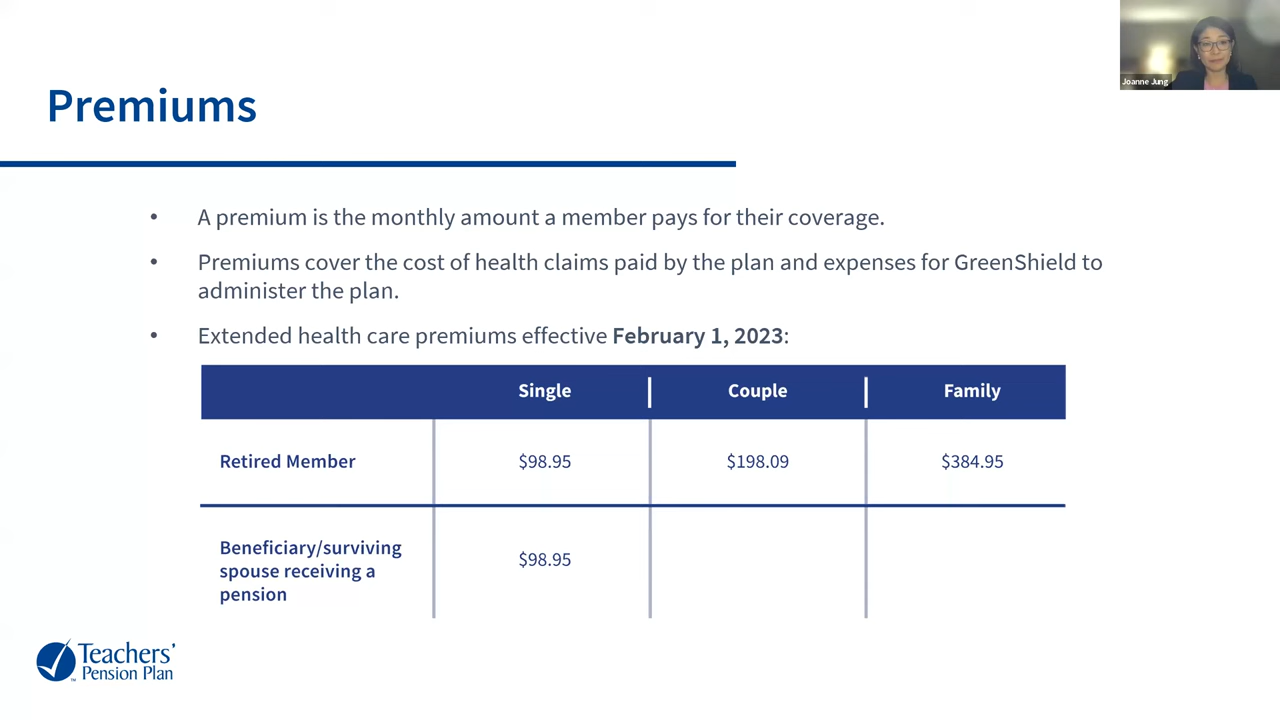 Joanne Jung
Premiums
• A premium is the monthly amount a member pays for their coverage.
• Premiums cover the cost of health claims paid by the plan and expenses for GreenShield to
administer the plan.
• Extended health care premiums effective February 1, 2023:
Single Couple Family
Retired Member $98.95 $198.09 $384.95
Beneficiary/surviving
spouse receiving a $98.95
pension
Teachers'
Pension Plan
TM